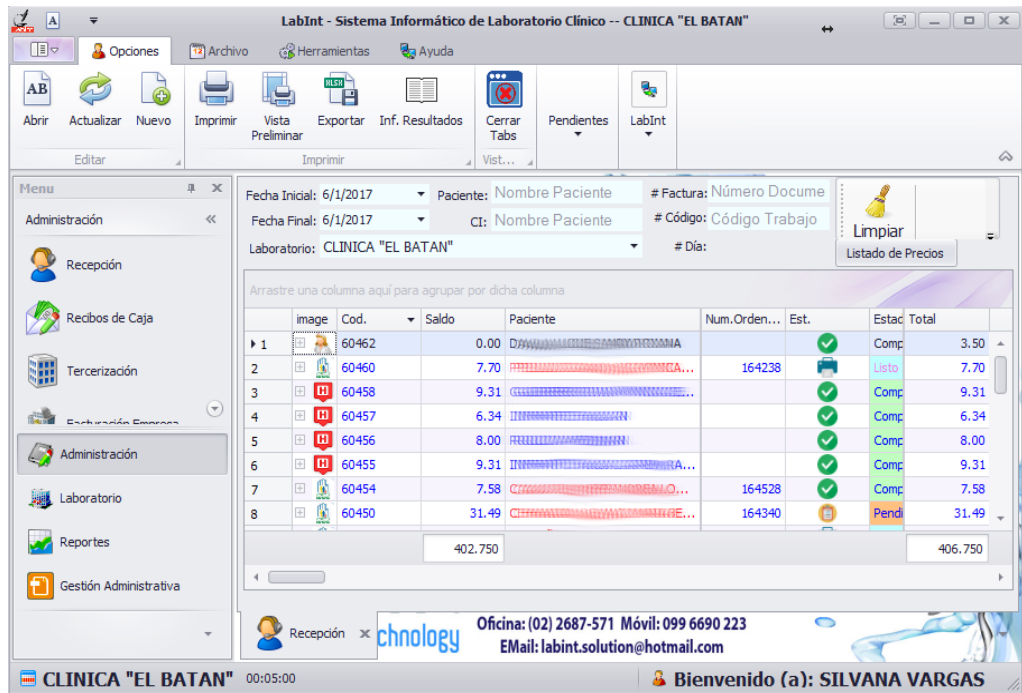 LabInt - Sistema Informático de Laboratorio Clínico -- CLINICA "EL BATAN"
Opciones Archivo Herramientas Ayuda
Abrir Actualizar Nuevo Imprimir Vista Preliminar Exportar Inf. Resultados Cerrar Tabs Pendientes LabInt
Editar Imprimir Vist...
Menu
Administración
Recepción
Recibos de Caja
Tercerización
Facturación Empresa
Administración
Laboratorio
Reportes
Gestión Administrativa
Fecha Inicial: 6/1/2017 Paciente: Nombre Paciente # Factura: Número Docume
Fecha Final: 6/1/2017 CI: Nombre Paciente # Código: Código Trabajo
Limpiar
Laboratorio: CLINICA "EL BATAN" # Día:
Listado de Precios
Arrastre una columna aquí para agrupar por dicha columna
image Cod. Saldo Paciente Num.Orden... Est. Estad Total
1 60462 0.00 Comp 3.50
2 60460 7.70 164238 Listo 7.70
3 60458 9.31 Comp 9.31
4 60457 6.34 Comp 6.34
5 60456 8.00 Comp 8.00
6 60455 9.31 Comp 9.31
7 60454 7.58 164528 Comp 7.58
8 60450 31.49 164340 Pendi 31.49
402.750 406.750
Recepción
chnology
Oficina: (02) 2687-571 Móvil: 099 6690 223
EMail: labint.solution@hotmail.com
CLINICA "EL BATAN" 00:05:00 Bienvenido (a): SILVANA VARGAS